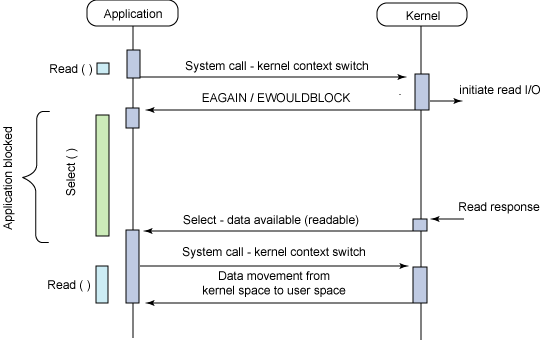 Application
Kernel
Read ( )
System call - kernel context switch
initiate read I/O
EAGAIN / EWOULDBLOCK
Application blocked
Select ( )
Read response
Select - data available (readable)
System call - kernel context switch
Read ( )
Data movement from
kernel space to user space